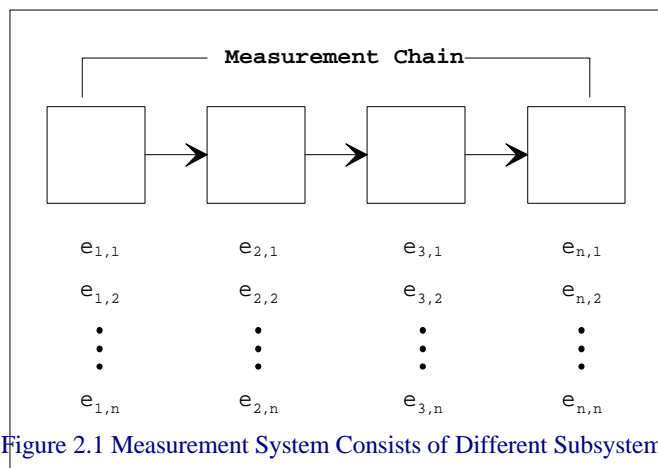 Measurement Chain
e1,1 e2,1 e3,1 en,1
e1,2 e2,2 e3,2 en,2
e1,n e2,n e3,n en,n
Figure 2.1 Measurement System Consists of Different Subsystem